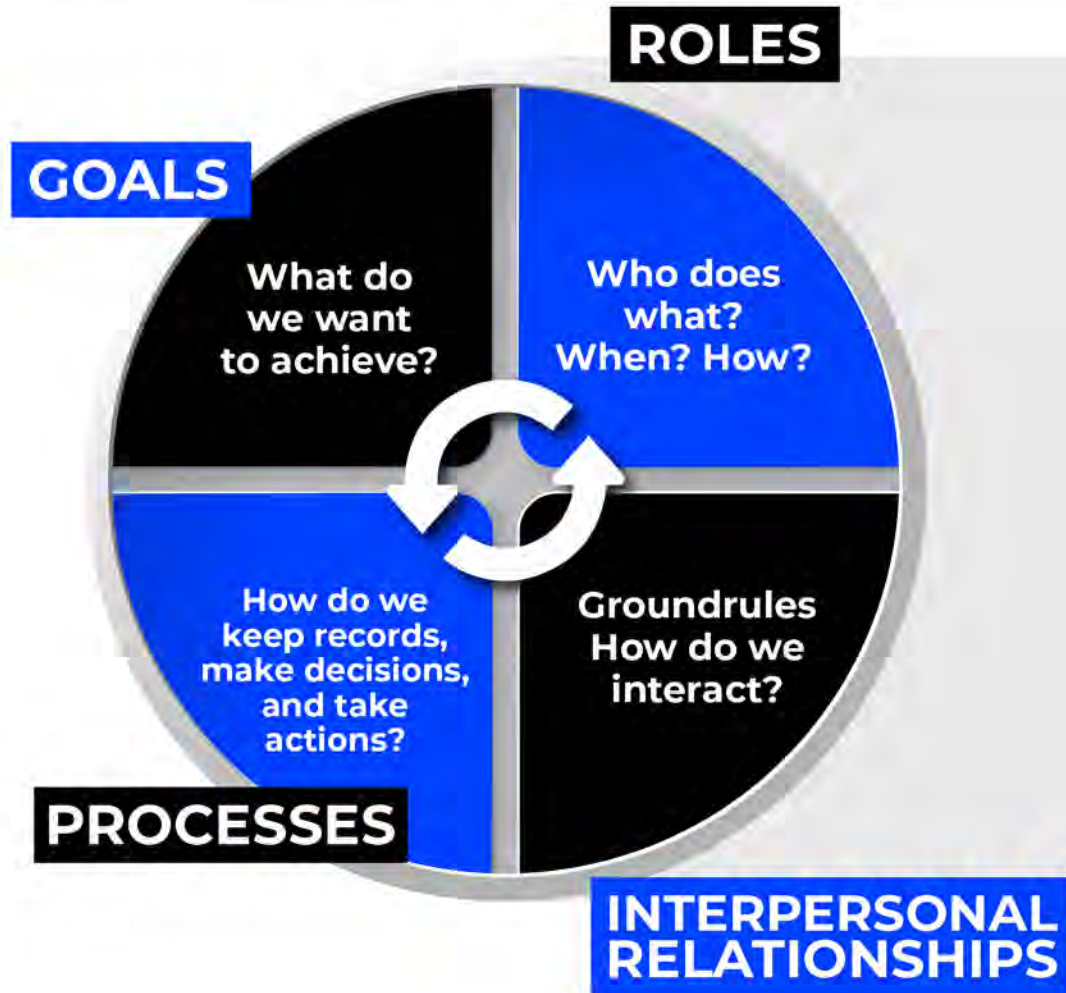 ROLES
GOALS
What do
we want
to achieve?
Who does
what?
When? How?
How do we
keep records,
make decisions,
and take
actions?
Groundrules
How do we
interact?
PROCESSES
INTERPERSONAL
RELATIONSHIPS